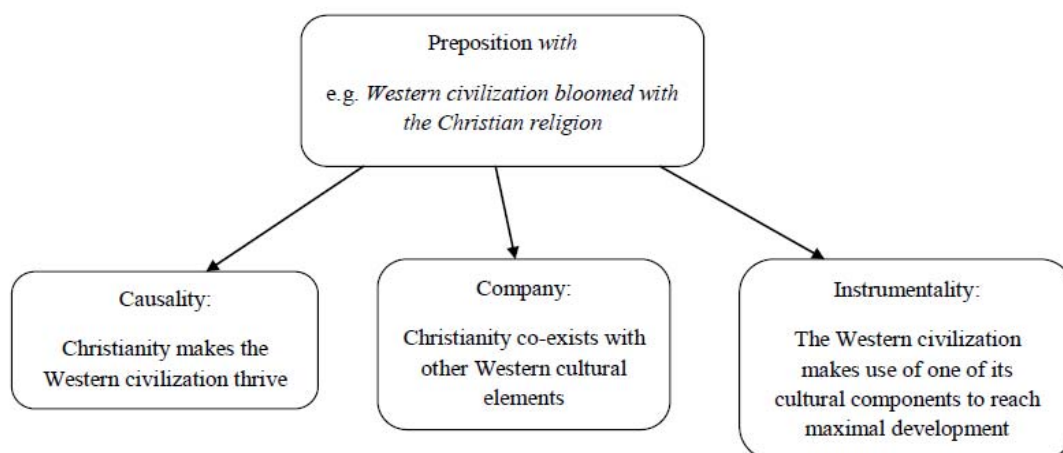 Preposition with
e.g. Western civilization bloomed with
the Christian religion
Causality:
Christianity makes the
Western civilization thrive
Company:
Christianity co-exists with
other Western cultural
elements
Instrumentality:
The Western civilization
makes use of one of its
cultural components to reach
maximal development